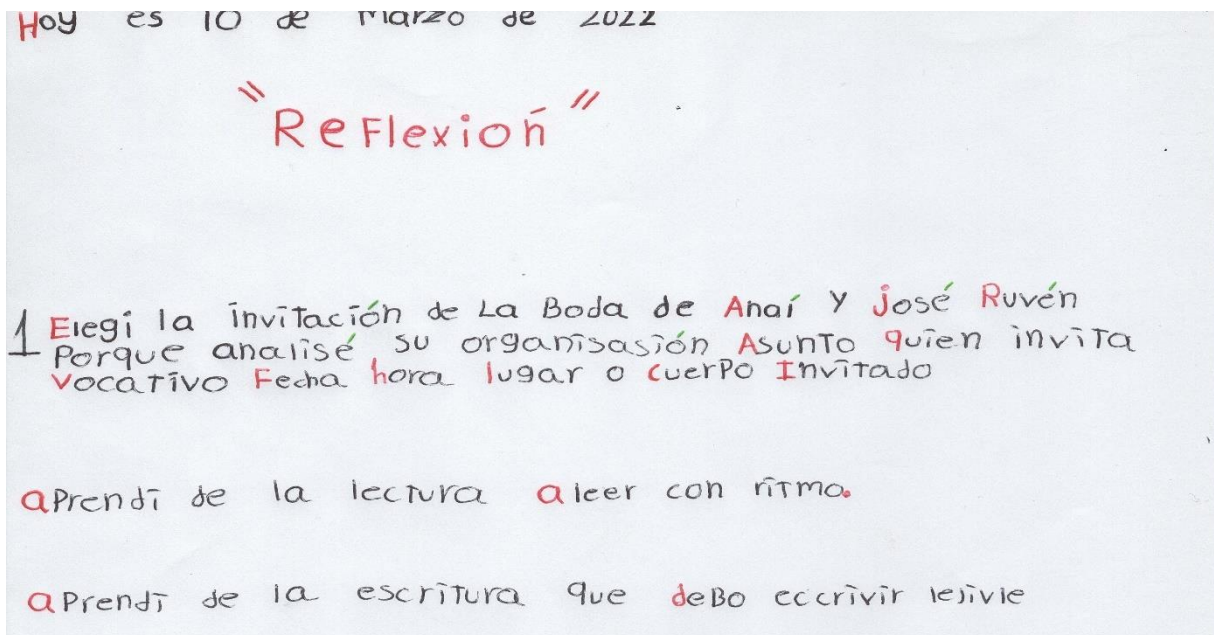 Hoy es 10 de Marzo de 2022
"Reflexión"
1 Elegí la invitación de La Boda de Anaí y José Ruvén
Porque analisé su organisasión Asunto quien invita
Vocativo Fecha hora lugar o cuerpo Invitado
aprendí de la lectura a leer con ritmo.
aprendí de la escritura que deBo eccrivir lejivle